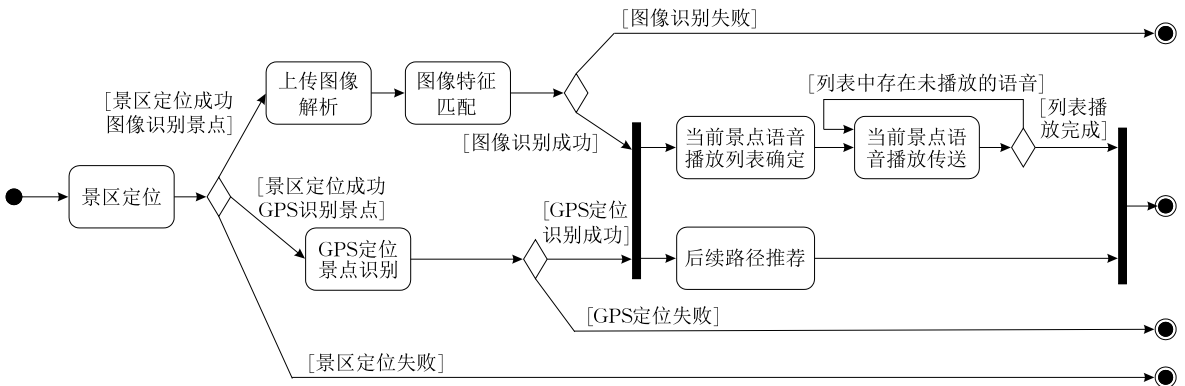 [图像识别失败]
上传图像
解析
图像特征
匹配
[列表中存在未播放的语音]
[景区定位成功
图像识别景点]
[列表播
放完成]
[图像识别成功]
当前景点语音
播放列表确定
当前景点语
音播放传送
景区定位
[景区定位成功
GPS识别景点]
[GPS定位
识别成功]
GPS定位
景点识别
后续路径推荐
[GPS定位失败]
[景区定位失败]